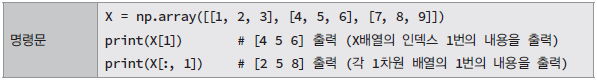 명령문
X = np.array([[1, 2, 3], [4, 5, 6], [7, 8, 9]])
print(X[1]) # [4 5 6] 출력 (X배열의 인덱스 1번의 내용을 출력)
print(X[:, 1]) # [2 5 8] 출력 (각 1차원 배열의 1번의 내용을 출력)